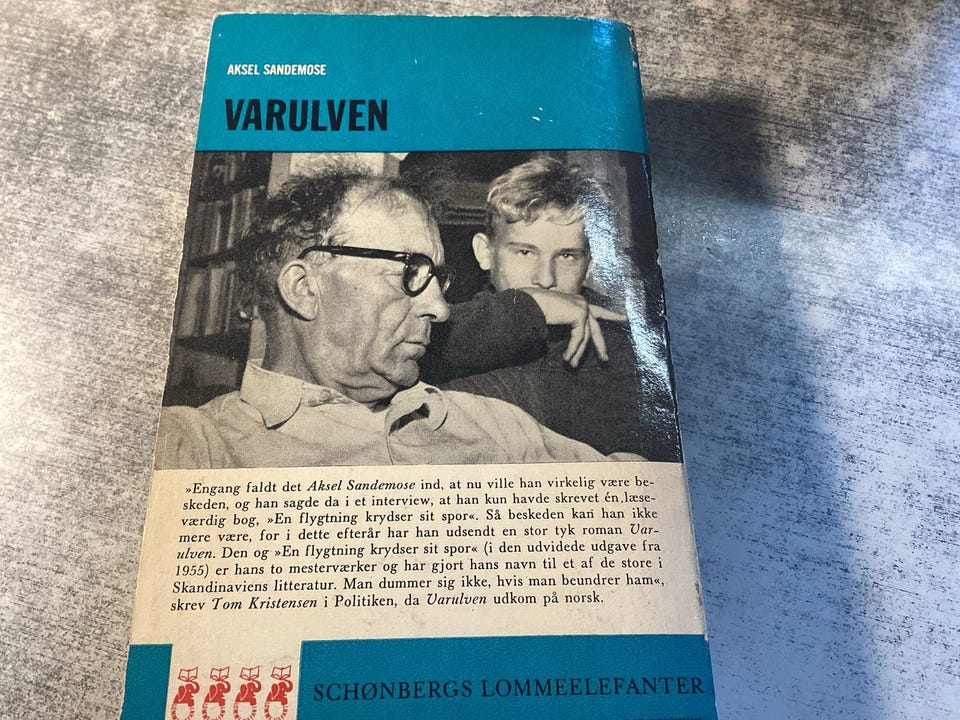 AKSEL SANDEMOSE
VARULVEN
»Engang faldt det Aksel Sandemose ind, at nu ville han virkelig være be-
skeden, og han sagde da i et interview, at han kun havde skrevet én læse-
værdig bog, »En flygtning krydser sit spor«. Så beskeden kan han ikke
mere være, for i dette efterår har han udsendt en stor tyk roman Var-
ulven. Den og »En flygtning krydser sit spor« (i den udvidede udgave fra
1955) er hans to mesterværker og har gjort hans navn til et af de store i
Skandinaviens litteratur. Man dummer sig ikke, hvis man beundrer ham«,
skrev Tom Kristensen i Politiken, da Varulven udkom på norsk.
SCHØNBERGS LOMMEELEFANTER